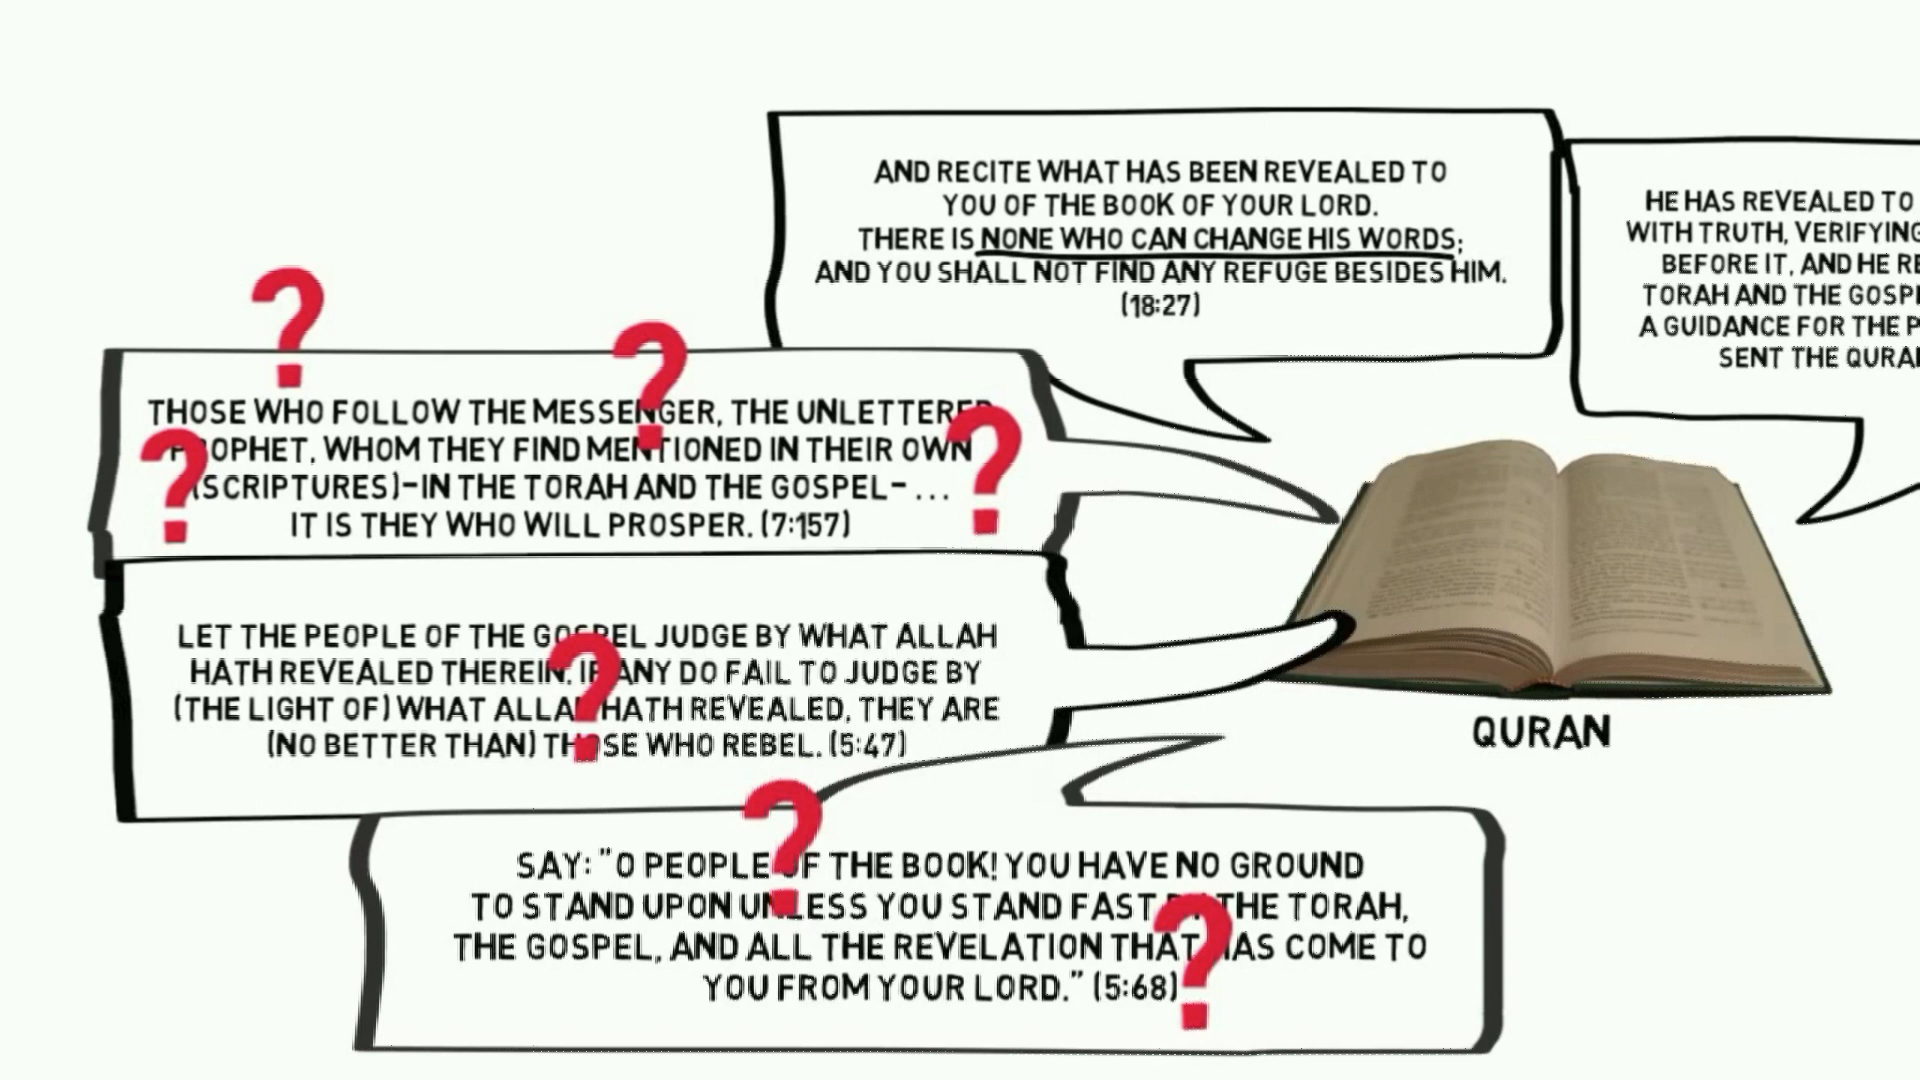 AND RECITE WHAT HAS BEEN REVEALED TO
YOU OF THE BOOK OF YOUR LORD.
THERE IS NONE WHO CAN CHANGE HIS WORDS;
AND YOU SHALL NOT FIND ANY REFUGE BESIDES HIM.
(18:27)
HE HAS REVEALED TO
WITH TRUTH, VERIFYING
BEFORE IT, AND HE
TORAH AND THE
A GUIDANCE FOR THE
SENT THE
THOSE WHO FOLLOW THE MESSENGER, THE UNLETTERED
PROPHET, WHOM THEY FIND MENTIONED IN THEIR OWN
(SCRIPTURES)-IN THE TORAH AND THE GOSPEL- ...
IT IS THEY WHO WILL PROSPER. (7:157)
LET THE PEOPLE OF THE GOSPEL JUDGE BY WHAT ALLAH
HATH REVEALED THEREIN. IF ANY DO FAIL TO JUDGE BY
(THE LIGHT OF) WHAT ALLAH HATH REVEALED, THEY ARE
(NO BETTER THAN) THOSE WHO REBEL. (5:47)
QURAN
SAY: "O PEOPLE OF THE BOOK! YOU HAVE NO GROUND
TO STAND UPON UNLESS YOU STAND FAST BY THE TORAH,
THE GOSPEL, AND ALL THE REVELATION THAT HAS COME TO
YOU FROM YOUR LORD." (5:68)
? ? ? ? ? ? ?